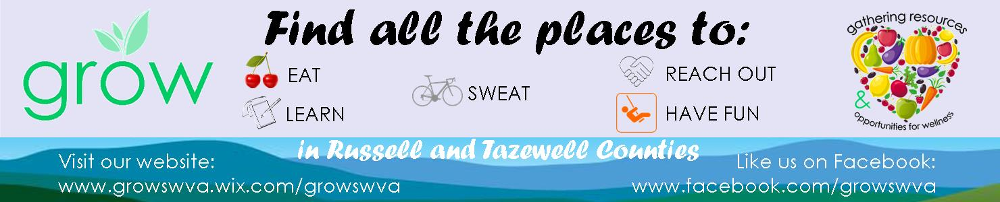 grow
Find all the places to:
EAT
LEARN
SWEAT
REACH OUT
HAVE FUN
gathering resources
&
opportunities for wellness
in Russell and Tazewell Counties
Visit our website:
www.growswva.wix.com/growswva
Like us on Facebook:
www.facebook.com/growswva